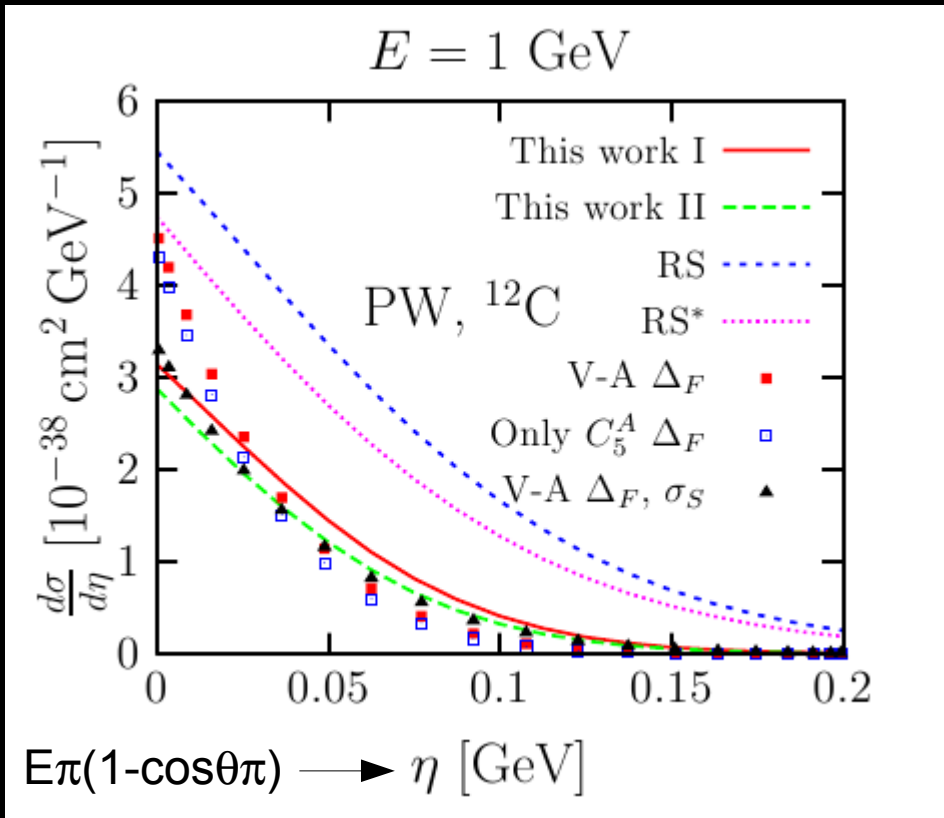 E = 1 GeV
6
5
4
3
2
1
0
dσ/dη [10⁻³⁸ cm² GeV⁻¹]
This work I
This work II
RS
RS*
PW, ¹²C
V-A Δ_F
Only C₅ᴬ Δ_F
V-A Δ_F, σ_S
0 0.05 0.1 0.15 0.2
Eπ(1-cosθπ) → η [GeV]